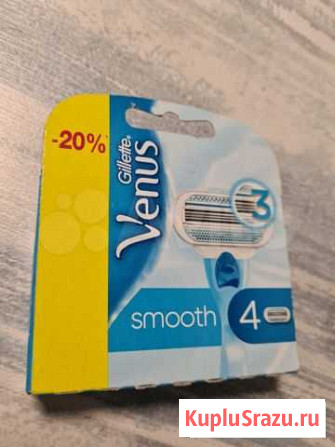 -20%
Gillette
Venus
3
smooth
4
KupluSrazu.ru